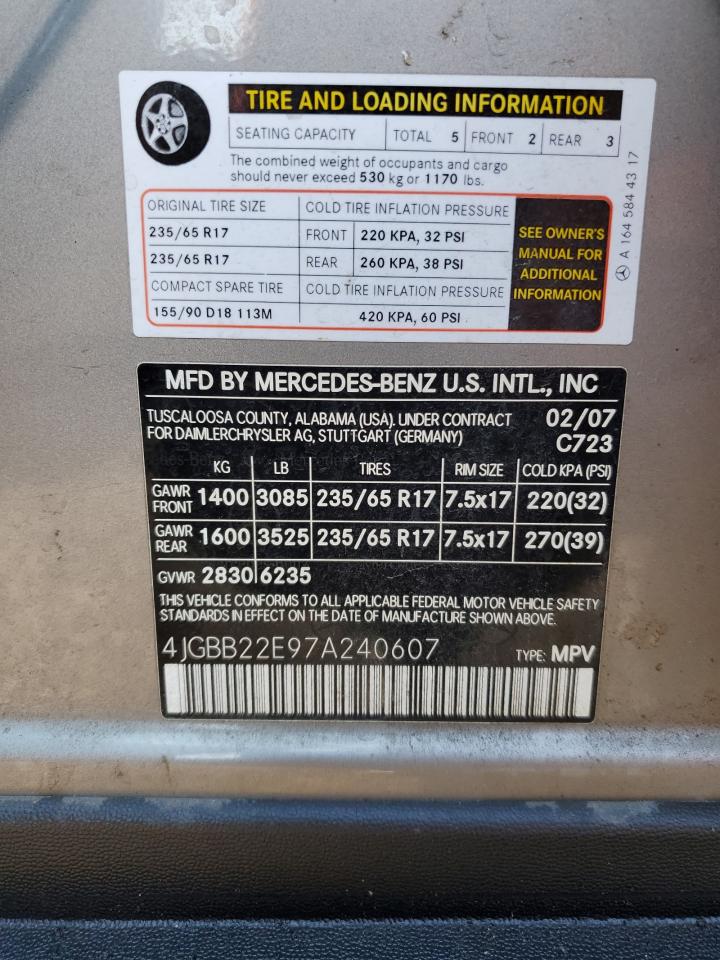 TIRE AND LOADING INFORMATION
SEATING CAPACITY TOTAL 5 FRONT 2 REAR 3
The combined weight of occupants and cargo
should never exceed 530 kg or 1170 lbs.
ORIGINAL TIRE SIZE COLD TIRE INFLATION PRESSURE
235/65 R17 FRONT 220 KPA, 32 PSI
235/65 R17 REAR 260 KPA, 38 PSI
COMPACT SPARE TIRE COLD TIRE INFLATION PRESSURE
155/90 D18 113M 420 KPA, 60 PSI
SEE OWNER'S
MANUAL FOR
ADDITIONAL
INFORMATION
A 164 584 43 17
MFD BY MERCEDES-BENZ U.S. INTL., INC
TUSCALOOSA COUNTY, ALABAMA (USA). UNDER CONTRACT 02/07
FOR DAIMLERCHRYSLER AG, STUTTGART (GERMANY) C723
KG LB TIRES RIM SIZE COLD KPA (PSI)
GAWR FRONT 1400 3085 235/65 R17 7.5x17 220(32)
GAWR REAR 1600 3525 235/65 R17 7.5x17 270(39)
GVWR 2830 6235
THIS VEHICLE CONFORMS TO ALL APPLICABLE FEDERAL MOTOR VEHICLE SAFETY
STANDARDS IN EFFECT ON THE DATE OF MANUFACTURE SHOWN ABOVE.
4JGBB22E97A240607 TYPE: MPV